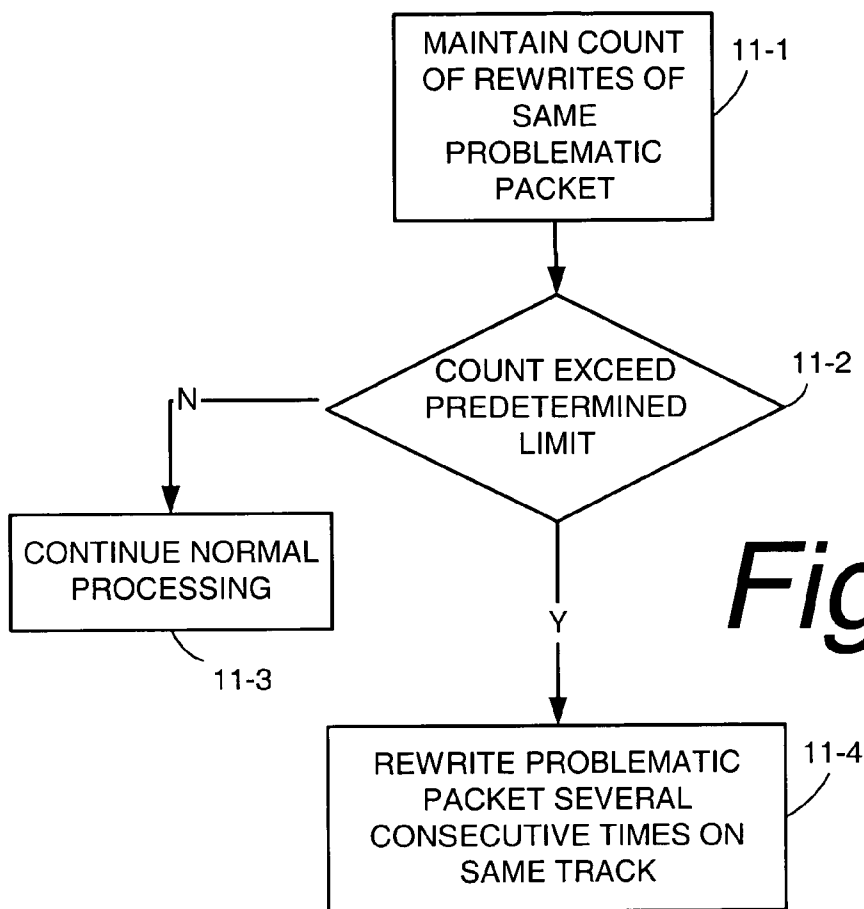 MAINTAIN COUNT
OF REWRITES OF
SAME
PROBLEMATIC
PACKET
11-1
COUNT EXCEED
PREDETERMINED
LIMIT
11-2
N
CONTINUE NORMAL
PROCESSING
11-3
Y
Fig
REWRITE PROBLEMATIC
PACKET SEVERAL
CONSECUTIVE TIMES ON
SAME TRACK
11-4